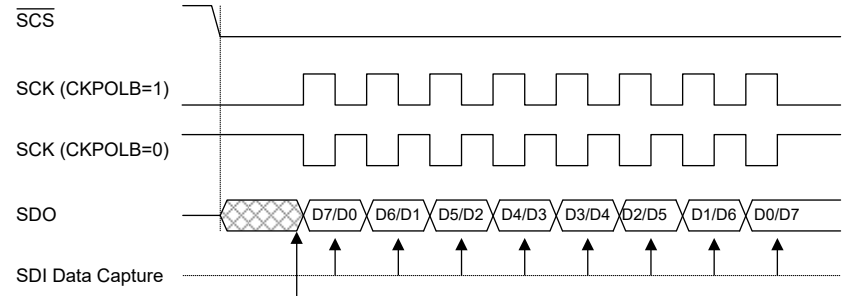 SCS
SCK (CKPOLB=1)
SCK (CKPOLB=0)
SDO D7/D0 D6/D1 D5/D2 D4/D3 D3/D4 D2/D5 D1/D6 D0/D7
SDI Data Capture